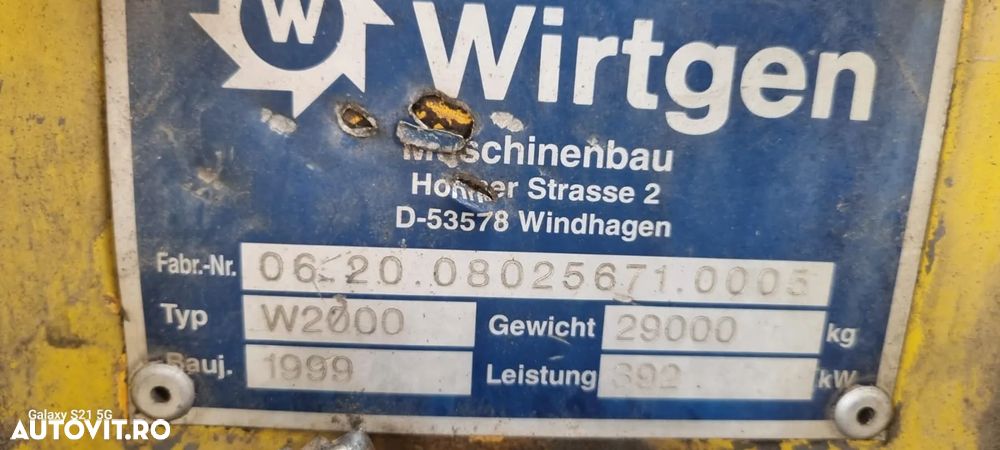 W Wirtgen
Maschinenbau
Hohner Strasse 2
D-53578 Windhagen
Fabr.-Nr. 06.20.08025671.0005
Typ W2000 Gewicht 29000 kg
Bauj. 1999 Leistung 392 kW
Galaxy S21 5G
AUTOVIT.RO